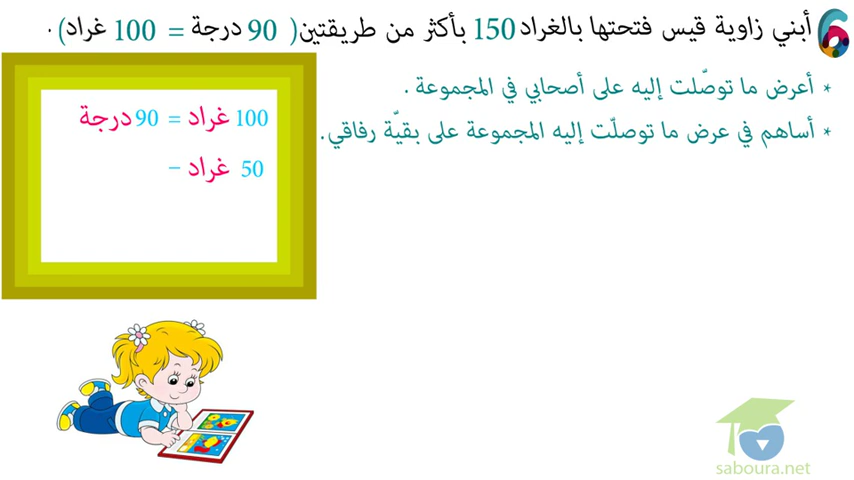 6 أبني زاوية قيس فتحتها بالغراد 150 بأكثر من طريقتين ( 90 درجة = 100 غراد) .
* أعرض ما توصّلت إليه على أصحابي في المجموعة .
* أساهم في عرض ما توصلّت إليه المجموعة على بقيّة رفاقي .
100 غراد = 90 درجة
50 غراد –
saboura.net